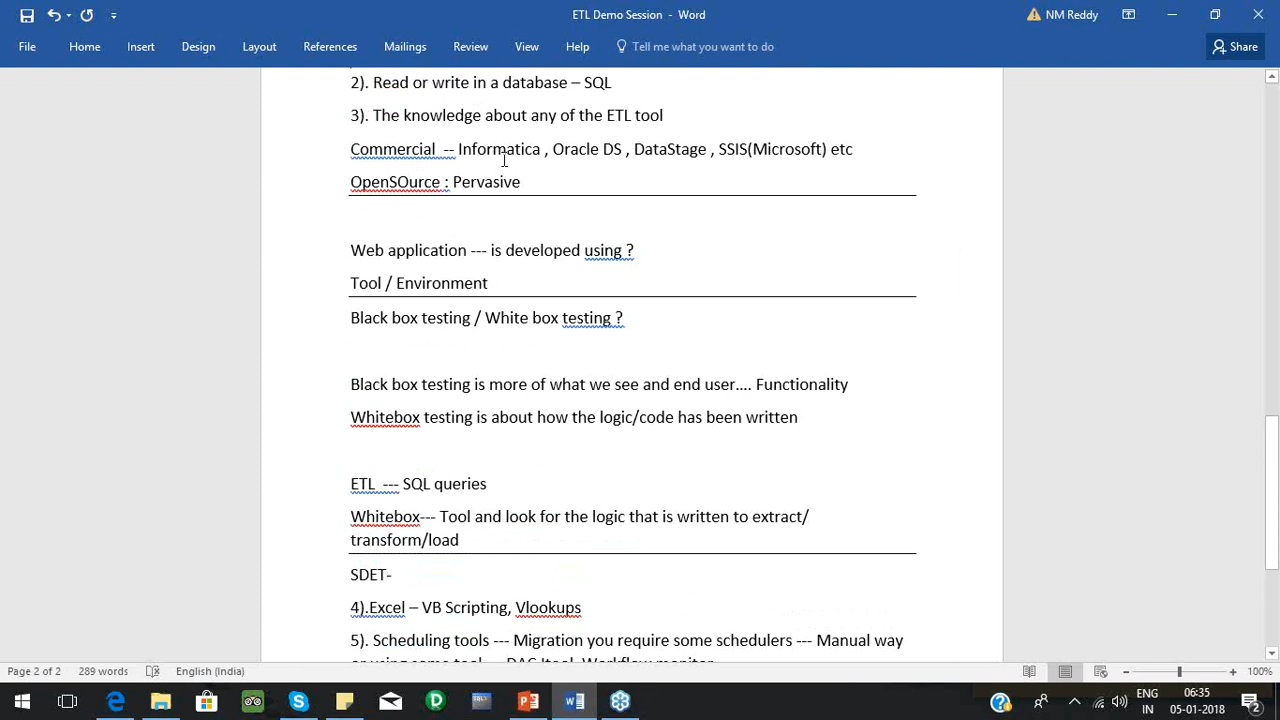 ETL Demo Session - Word
NM Reddy
File Home Insert Design Layout References Mailings Review View Help Tell me what you want to do Share
2). Read or write in a database – SQL
3). The knowledge about any of the ETL tool
Commercial -- Informatica , Oracle DS , DataStage , SSIS(Microsoft) etc
OpenSOurce : Pervasive
Web application --- is developed using ?
Tool / Environment
Black box testing / White box testing ?
Black box testing is more of what we see and end user…. Functionality
Whitebox testing is about how the logic/code has been written
ETL --- SQL queries
Whitebox--- Tool and look for the logic that is written to extract/
transform/load
SDET-
4).Excel – VB Scripting, Vlookups
5). Scheduling tools --- Migration you require some schedulers --- Manual way
Page 2 of 2 289 words English (India) 100%
ENG 06:35
IN 05-01-2018